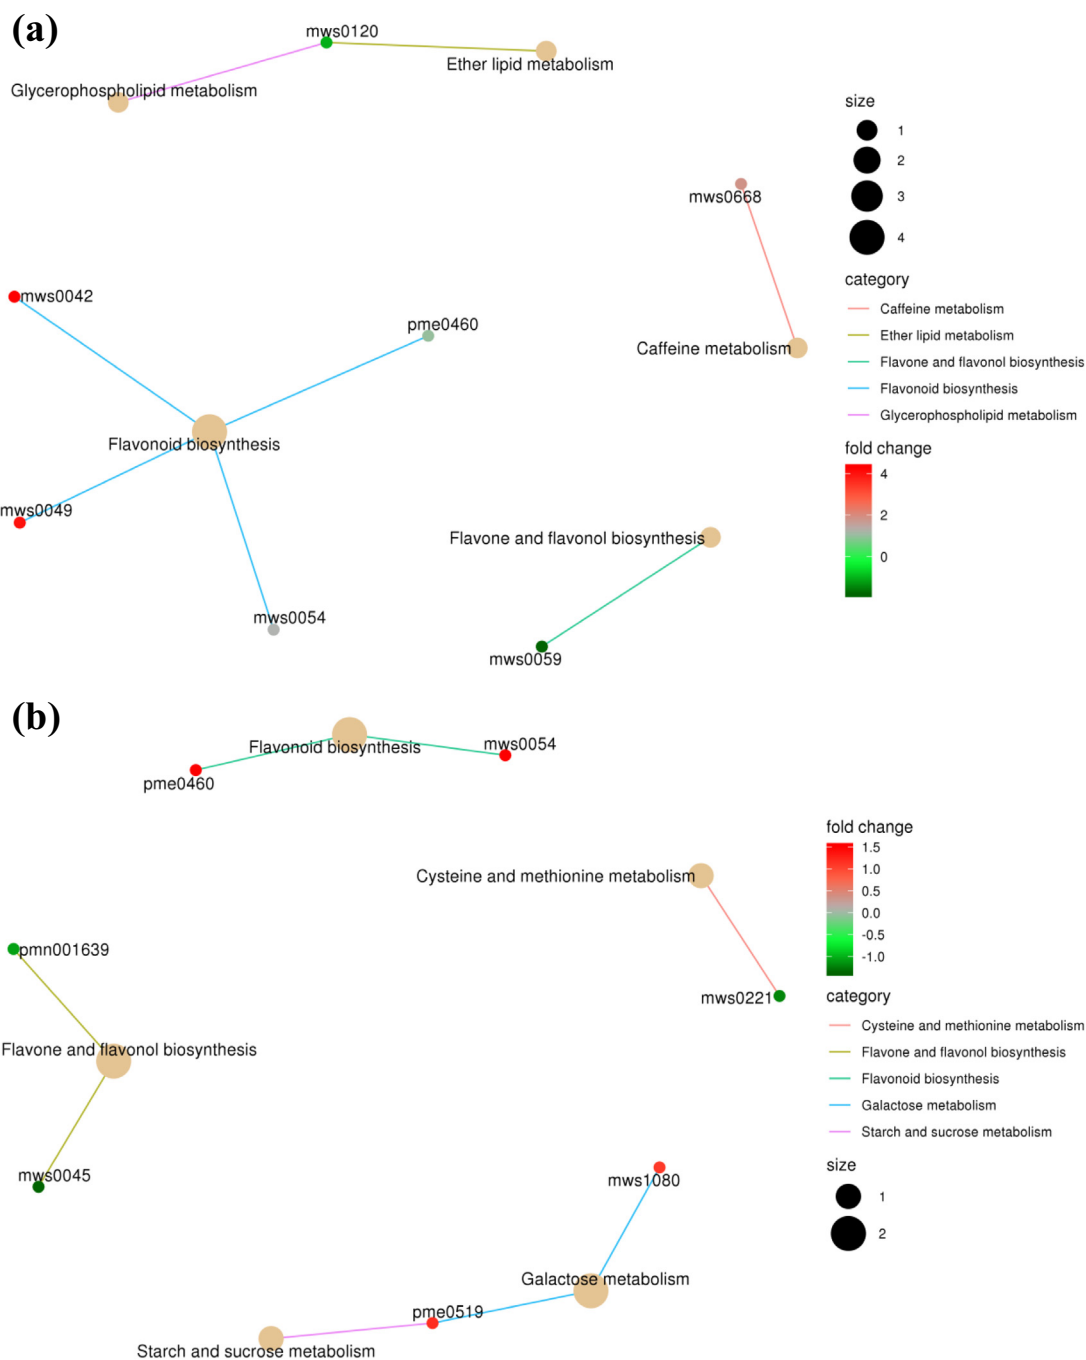 (a)
mws0120
Ether lipid metabolism
Glycerophospholipid metabolism
mws0668
Caffeine metabolism
mws0042
pme0460
Flavonoid biosynthesis
mws0049
mws0054
Flavone and flavonol biosynthesis
mws0059
size
1
2
3
4
category
Caffeine metabolism
Ether lipid metabolism
Flavone and flavonol biosynthesis
Flavonoid biosynthesis
Glycerophospholipid metabolism
fold change
4
2
0
(b)
Flavonoid biosynthesis
mws0054
pme0460
Cysteine and methionine metabolism
mws0221
pmn001639
Flavone and flavonol biosynthesis
mws0045
mws1080
Galactose metabolism
pme0519
Starch and sucrose metabolism
fold change
1.5
1.0
0.5
0.0
-0.5
-1.0
category
Cysteine and methionine metabolism
Flavone and flavonol biosynthesis
Flavonoid biosynthesis
Galactose metabolism
Starch and sucrose metabolism
size
1
2